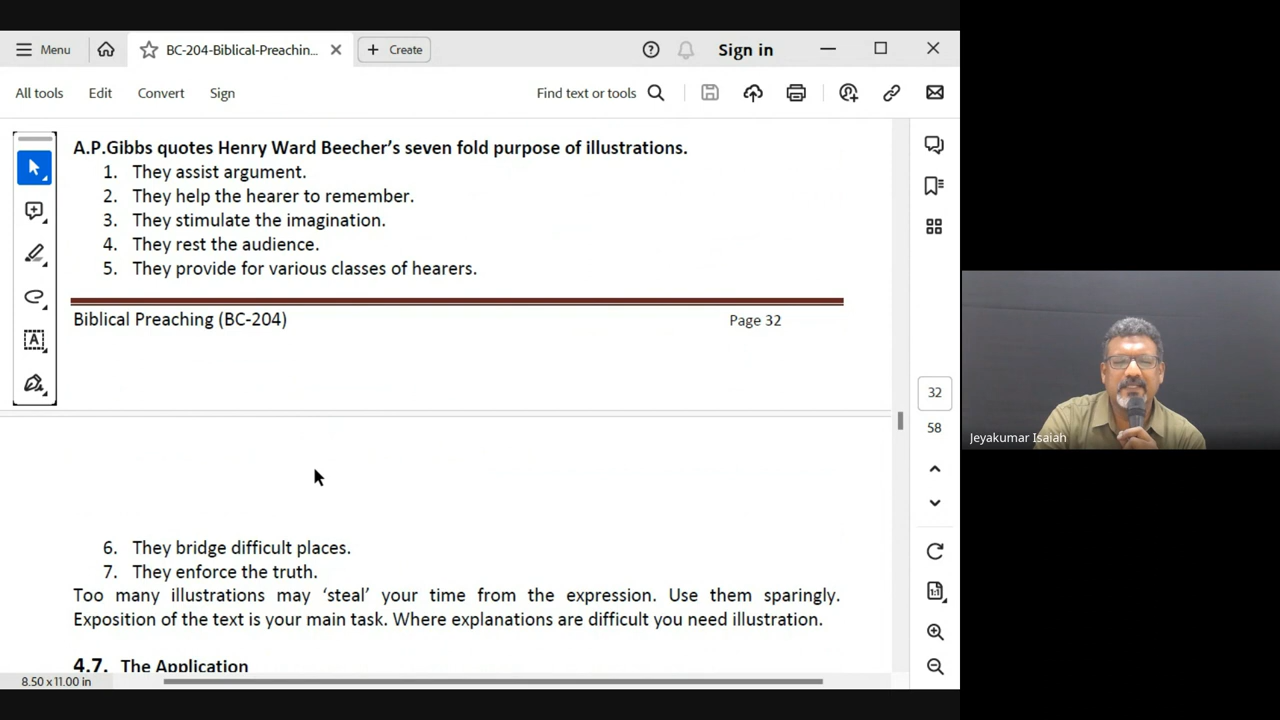 Menu
BC-204-Biblical-Preachin...
Create
Sign in
All tools
Edit
Convert
Sign
Find text or tools
A.P.Gibbs quotes Henry Ward Beecher's seven fold purpose of illustrations.
1. They assist argument.
2. They help the hearer to remember.
3. They stimulate the imagination.
4. They rest the audience.
5. They provide for various classes of hearers.
Biblical Preaching (BC-204) Page 32
32
58
Jeyakumar Isaiah
6. They bridge difficult places.
7. They enforce the truth.
Too many illustrations may ‘steal’ your time from the expression. Use them sparingly.
Exposition of the text is your main task. Where explanations are difficult you need illustration.
4.7. The Application
8.50 x 11.00 in